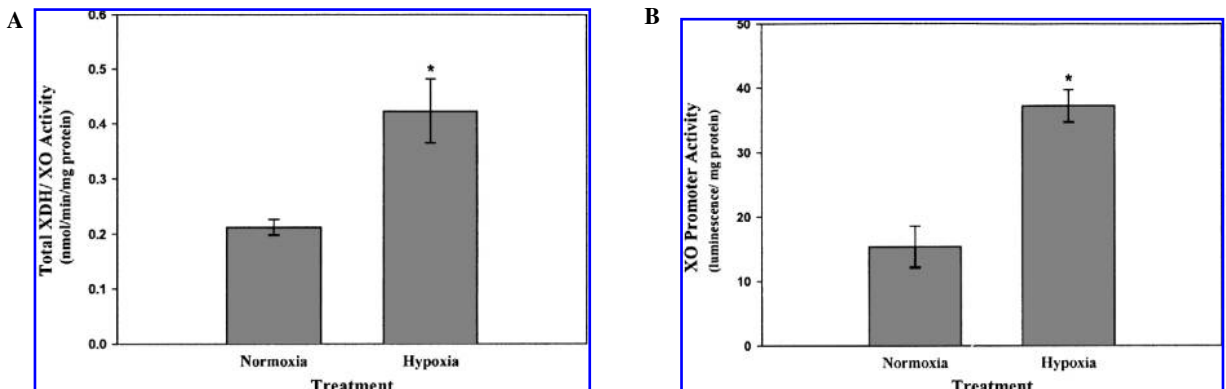 A
Total XDH/ XO Activity
(nmol/min/mg protein)
0.6
0.5
0.4
0.3
0.2
0.1
0.0
*
Normoxia
Hypoxia
Treatment
B
XO Promoter Activity
(luminescence/ mg protein)
50
40
30
20
10
0
*
Normoxia
Hypoxia
Treatment